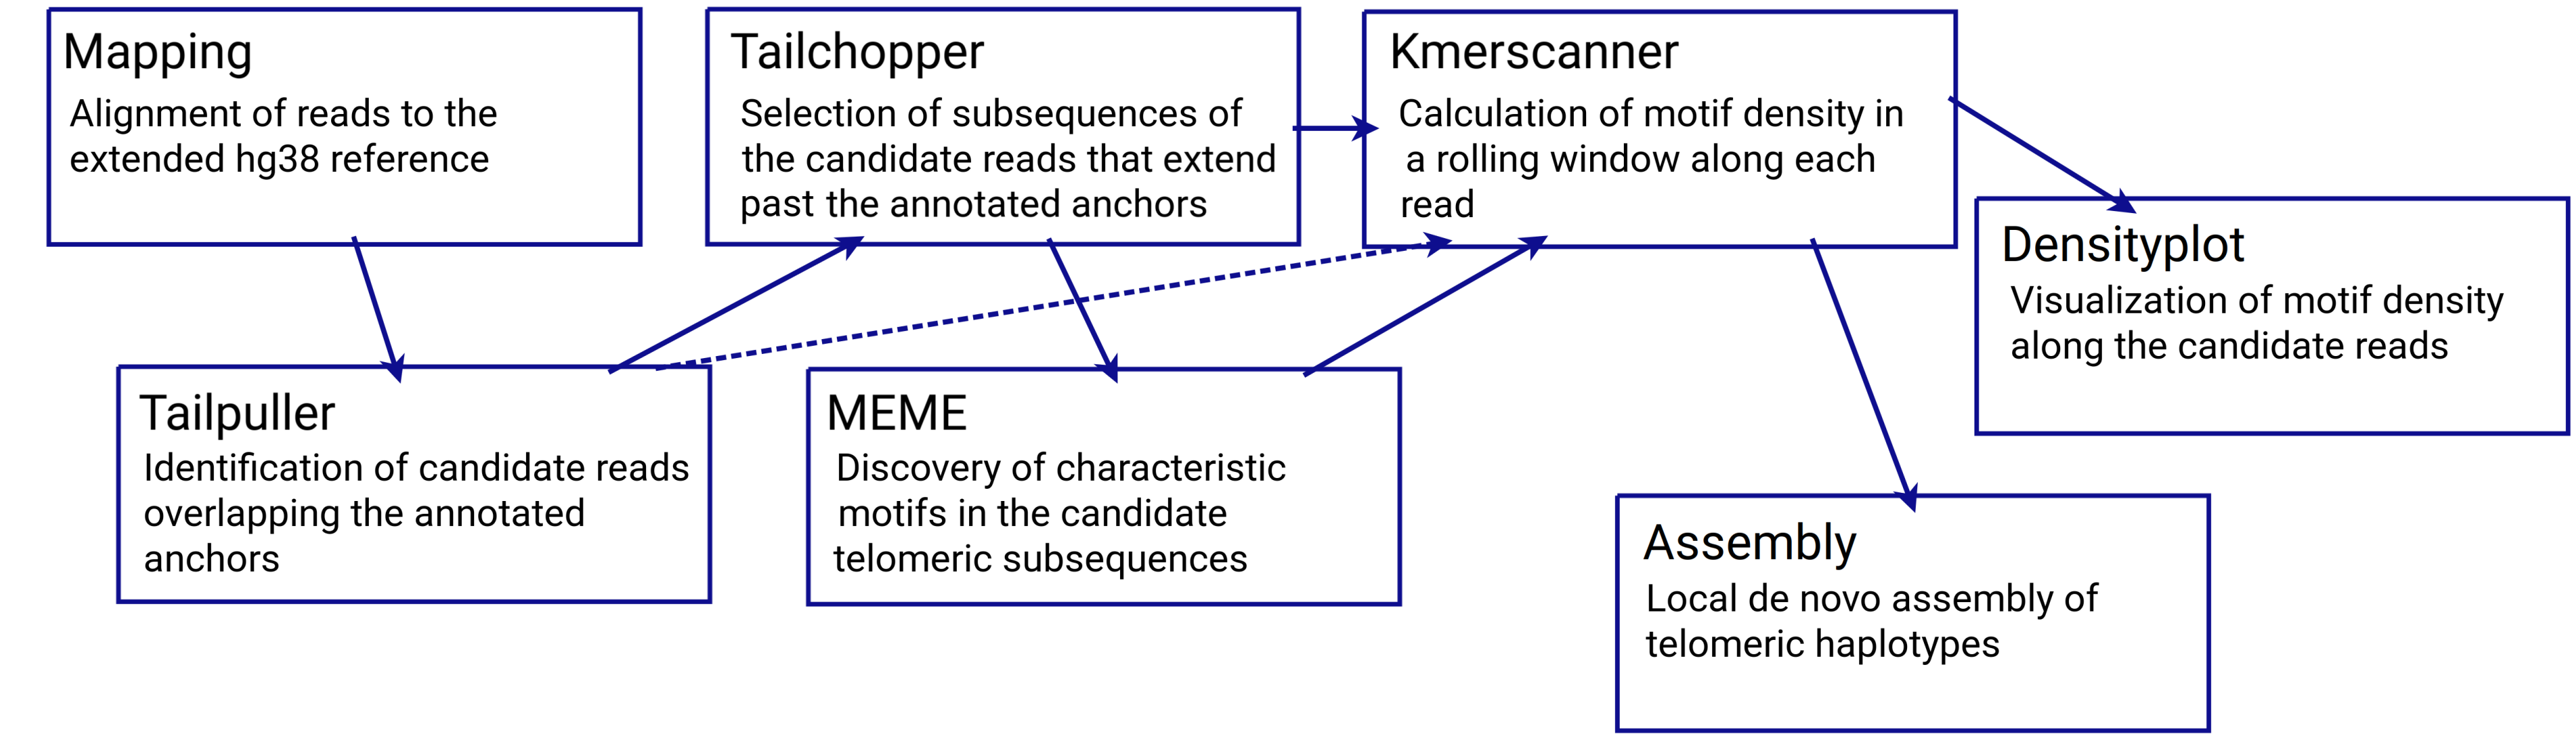 Mapping
Alignment of reads to the
extended hg38 reference
Tailchopper
Selection of subsequences of
the candidate reads that extend
past the annotated anchors
Kmerscanner
Calculation of motif density in
a rolling window along each
read
Densityplot
Visualization of motif density
along the candidate reads
Tailpuller
Identification of candidate reads
overlapping the annotated
anchors
MEME
Discovery of characteristic
motifs in the candidate
telomeric subsequences
Assembly
Local de novo assembly of
telomeric haplotypes